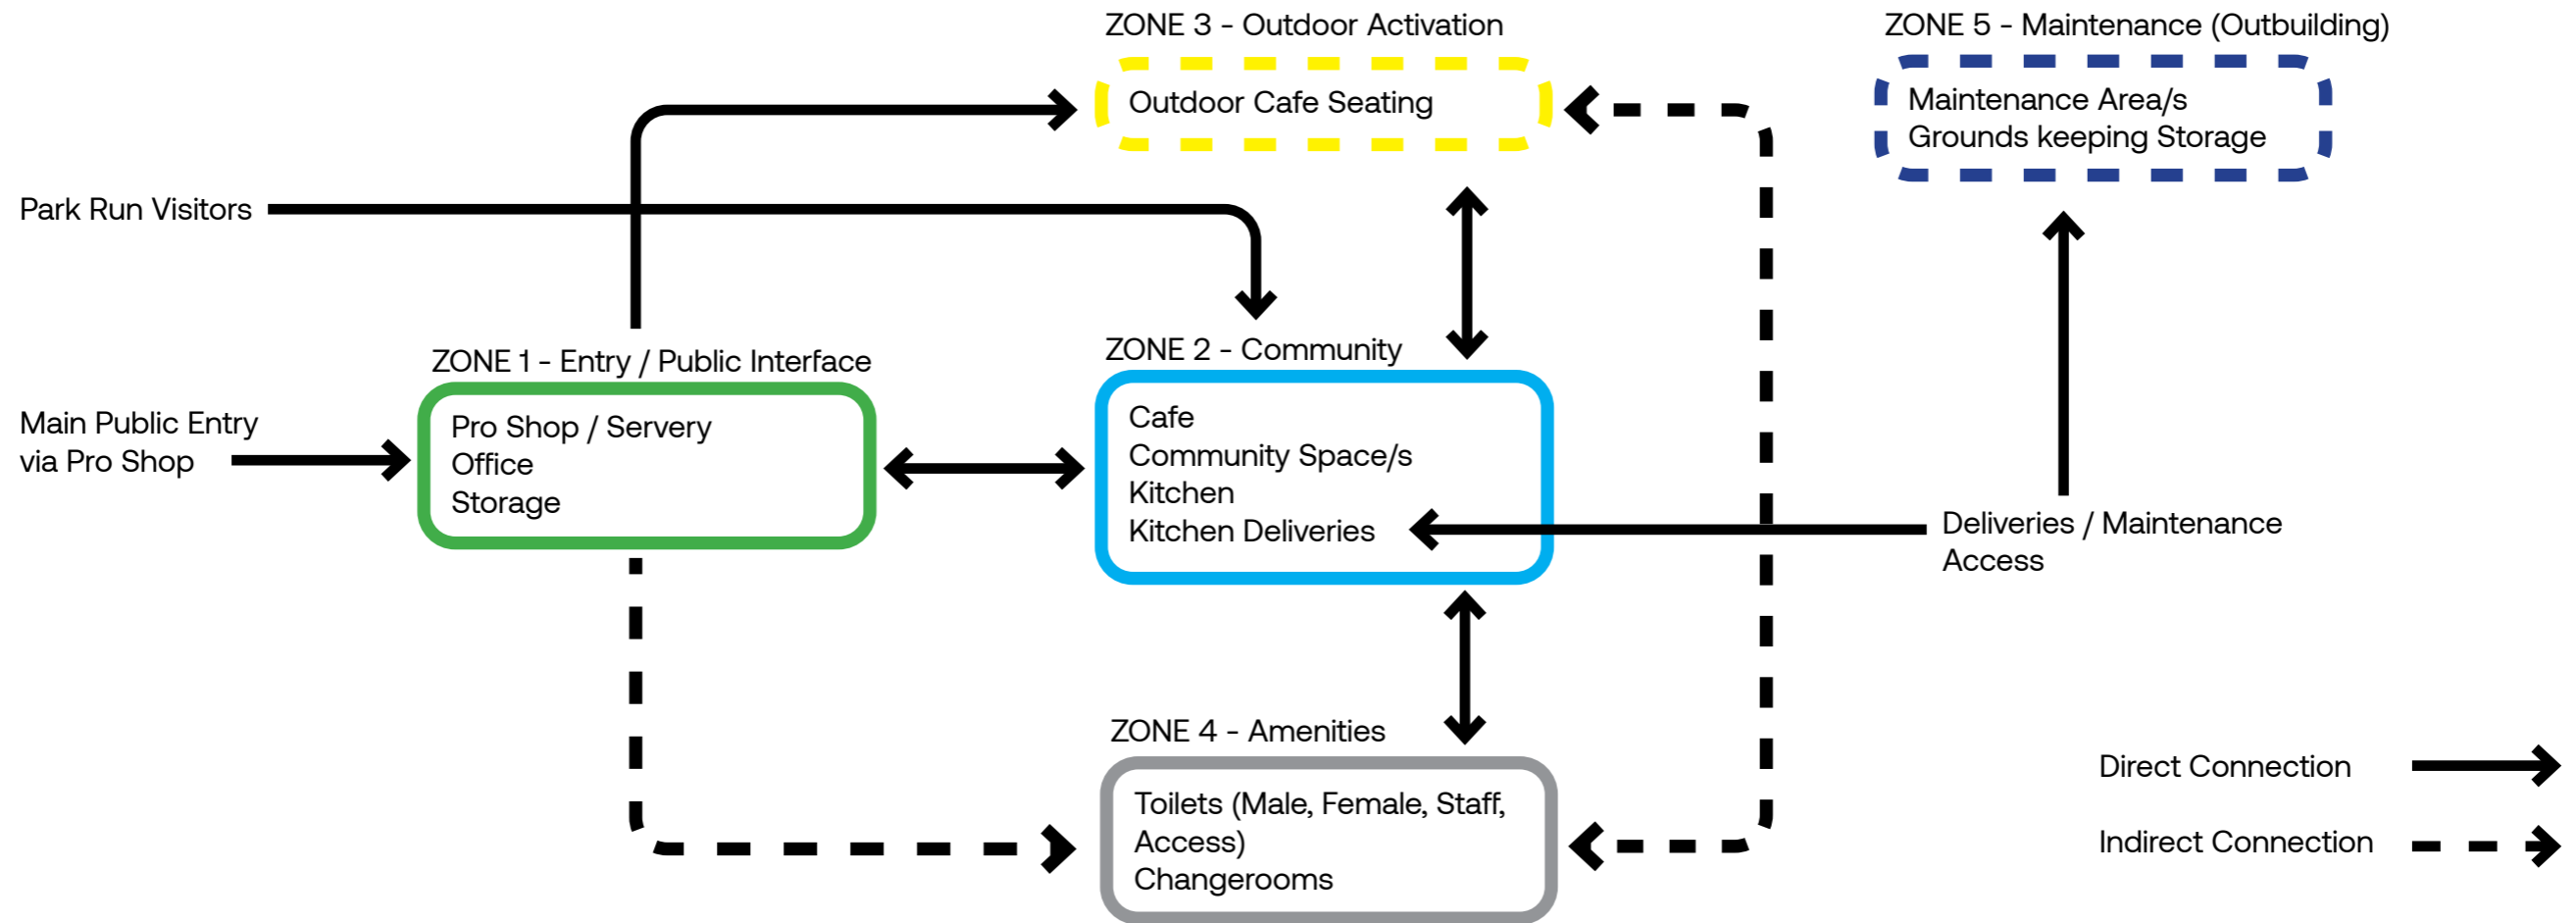 ZONE 3 - Outdoor Activation
Outdoor Cafe Seating
ZONE 5 - Maintenance (Outbuilding)
Maintenance Area/s
Grounds keeping Storage
Park Run Visitors
ZONE 1 - Entry / Public Interface
Pro Shop / Servery
Office
Storage
Main Public Entry
via Pro Shop
ZONE 2 - Community
Cafe
Community Space/s
Kitchen
Kitchen Deliveries
Deliveries / Maintenance
Access
ZONE 4 - Amenities
Toilets (Male, Female, Staff,
Access)
Changerooms
Direct Connection
Indirect Connection